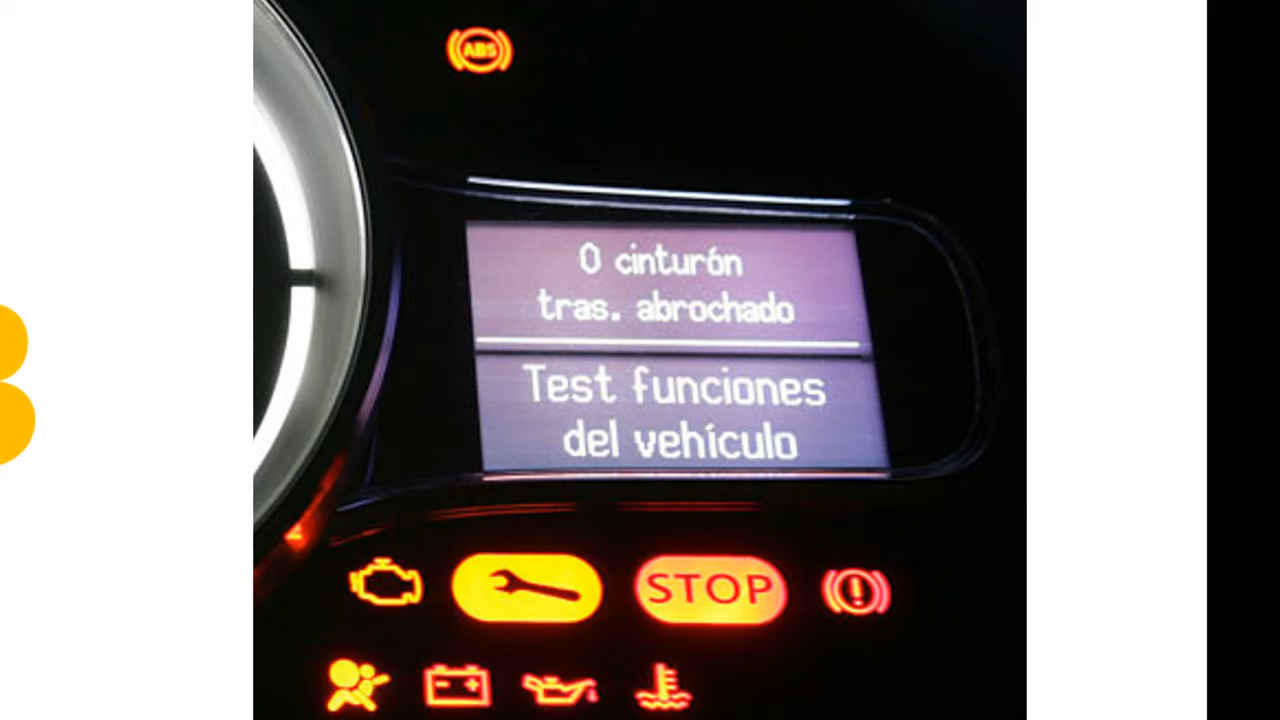 ABS
0 cinturón
tras. abrochado
Test funciones
del vehículo
STOP